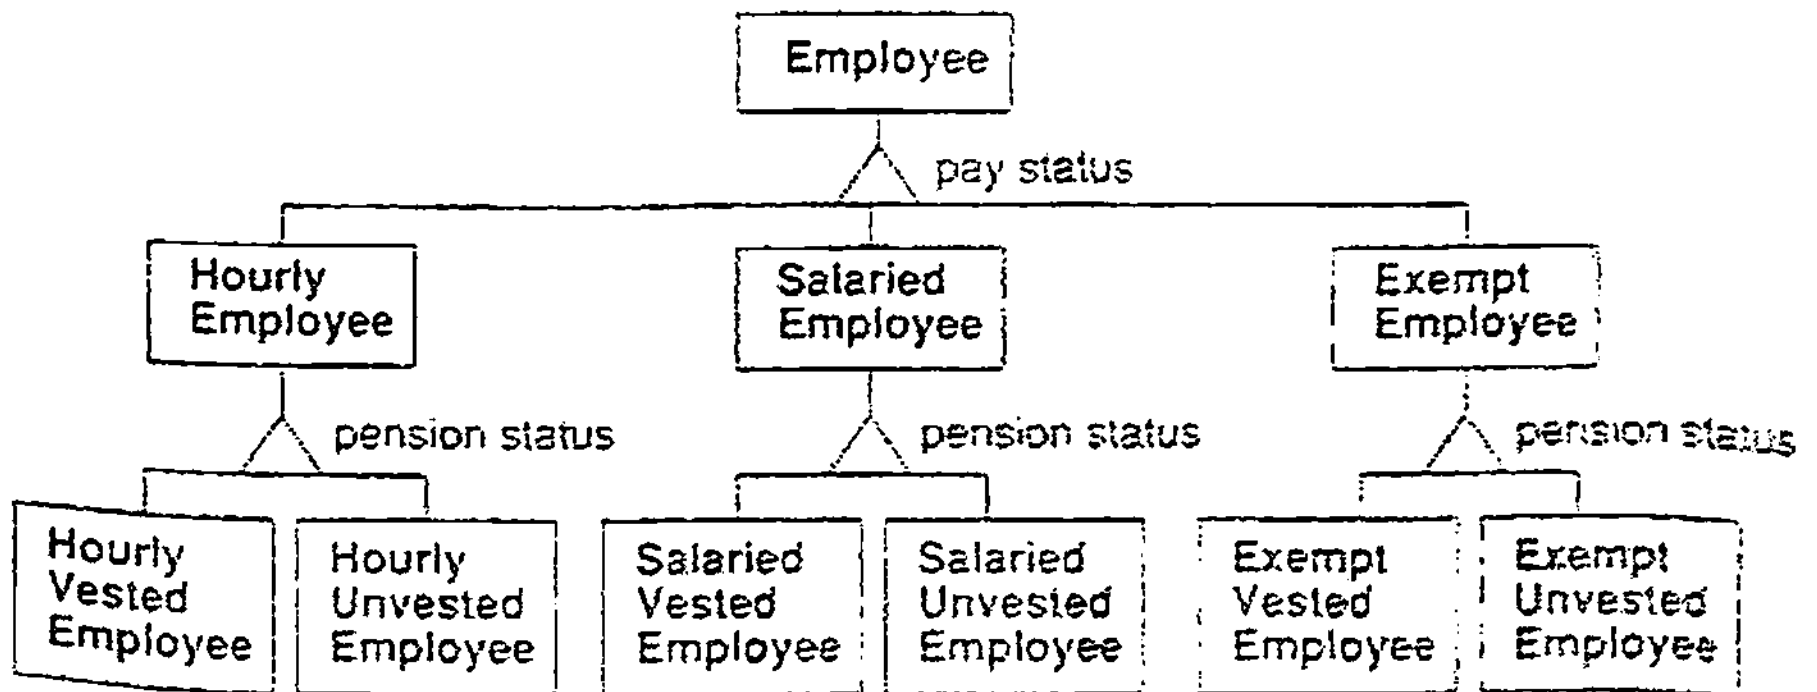 Employee
pay status
Hourly
Employee
Salaried
Employee
Exempt
Employee
pension status
pension status
pension status
Hourly
Vested
Employee
Hourly
Unvested
Employee
Salaried
Vested
Employee
Salaried
Unvested
Employee
Exempt
Vested
Employee
Exempt
Unvested
Employee